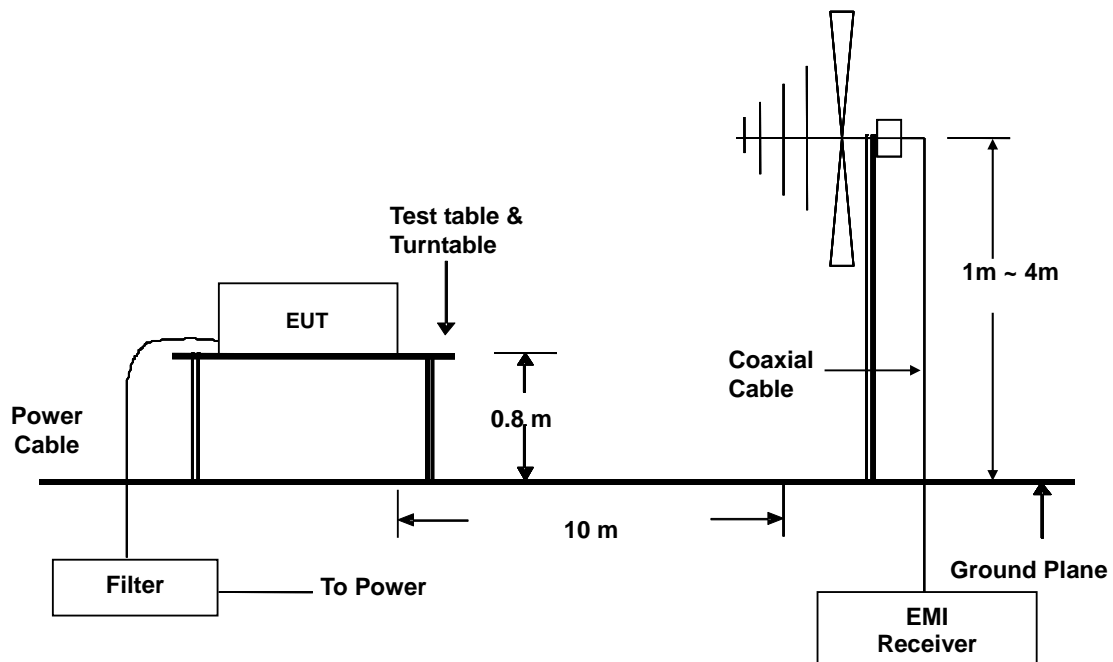 Test table &
Turntable
EUT
1m ~ 4m
Coaxial
Cable
0.8 m
Power
Cable
10 m
Filter
To Power
Ground Plane
EMI
Receiver